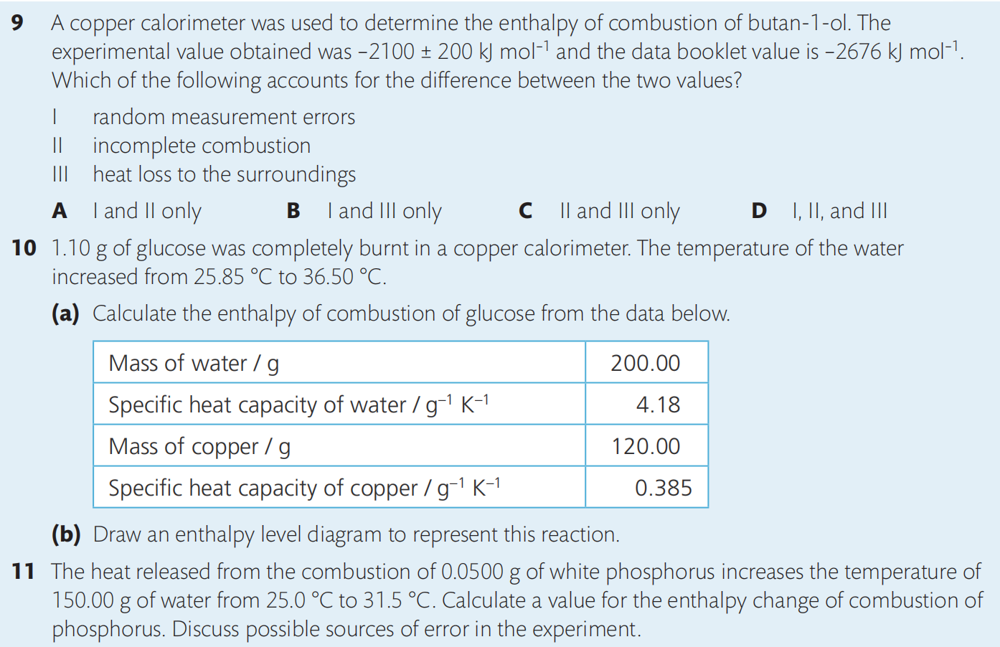 9 A copper calorimeter was used to determine the enthalpy of combustion of butan-1-ol. The
experimental value obtained was −2100 ± 200 kJ mol⁻¹ and the data booklet value is −2676 kJ mol⁻¹.
Which of the following accounts for the difference between the two values?
I random measurement errors
II incomplete combustion
III heat loss to the surroundings
A I and II only B I and III only C II and III only D I, II, and III
10 1.10 g of glucose was completely burnt in a copper calorimeter. The temperature of the water
increased from 25.85 °C to 36.50 °C.
(a) Calculate the enthalpy of combustion of glucose from the data below.
Mass of water / g 200.00
Specific heat capacity of water / g⁻¹ K⁻¹ 4.18
Mass of copper / g 120.00
Specific heat capacity of copper / g⁻¹ K⁻¹ 0.385
(b) Draw an enthalpy level diagram to represent this reaction.
11 The heat released from the combustion of 0.0500 g of white phosphorus increases the temperature of
150.00 g of water from 25.0 °C to 31.5 °C. Calculate a value for the enthalpy change of combustion of
phosphorus. Discuss possible sources of error in the experiment.